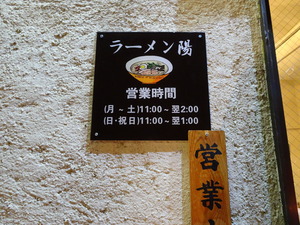 ラーメン陽
営業時間
(月 ~ 土)11:00~翌2:00
(日・祝日)11:00~翌1:00
営業